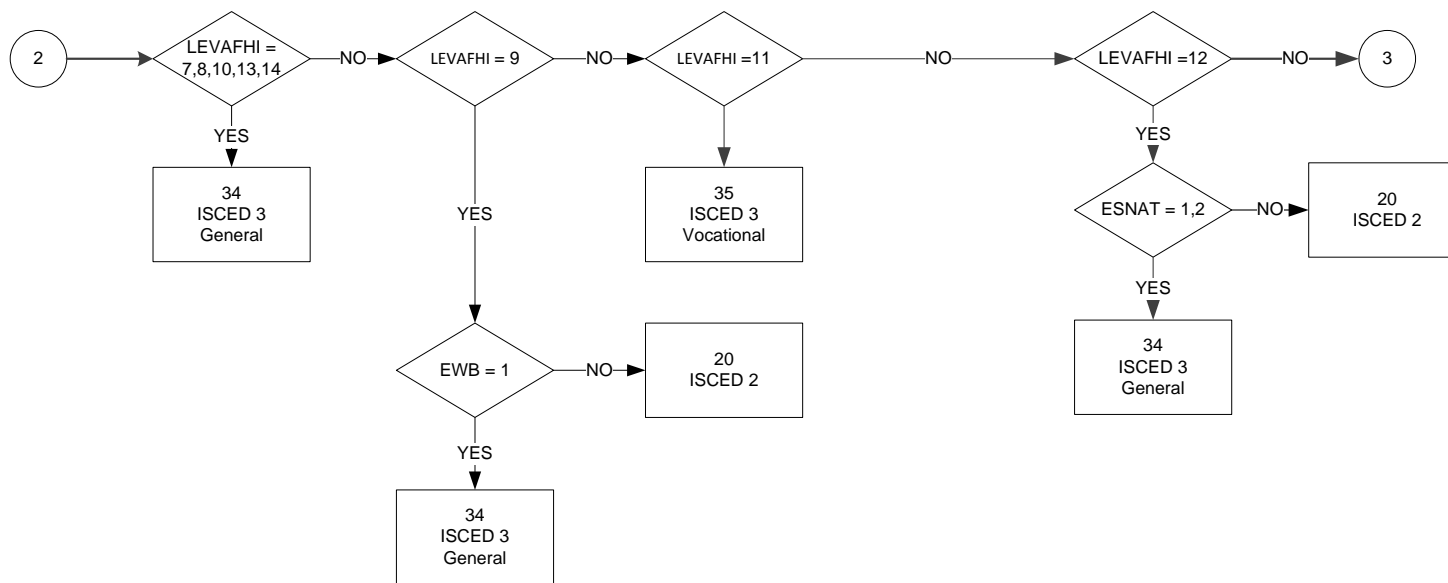 2
LEVAFHI =
7,8,10,13,14
NO
LEVAFHI = 9
NO
LEVAFHI =11
NO
LEVAFHI =12
NO
3
YES
34
ISCED 3
General
YES
35
ISCED 3
Vocational
YES
ESNAT = 1,2
NO
20
ISCED 2
YES
34
ISCED 3
General
EWB = 1
NO
20
ISCED 2
YES
34
ISCED 3
General